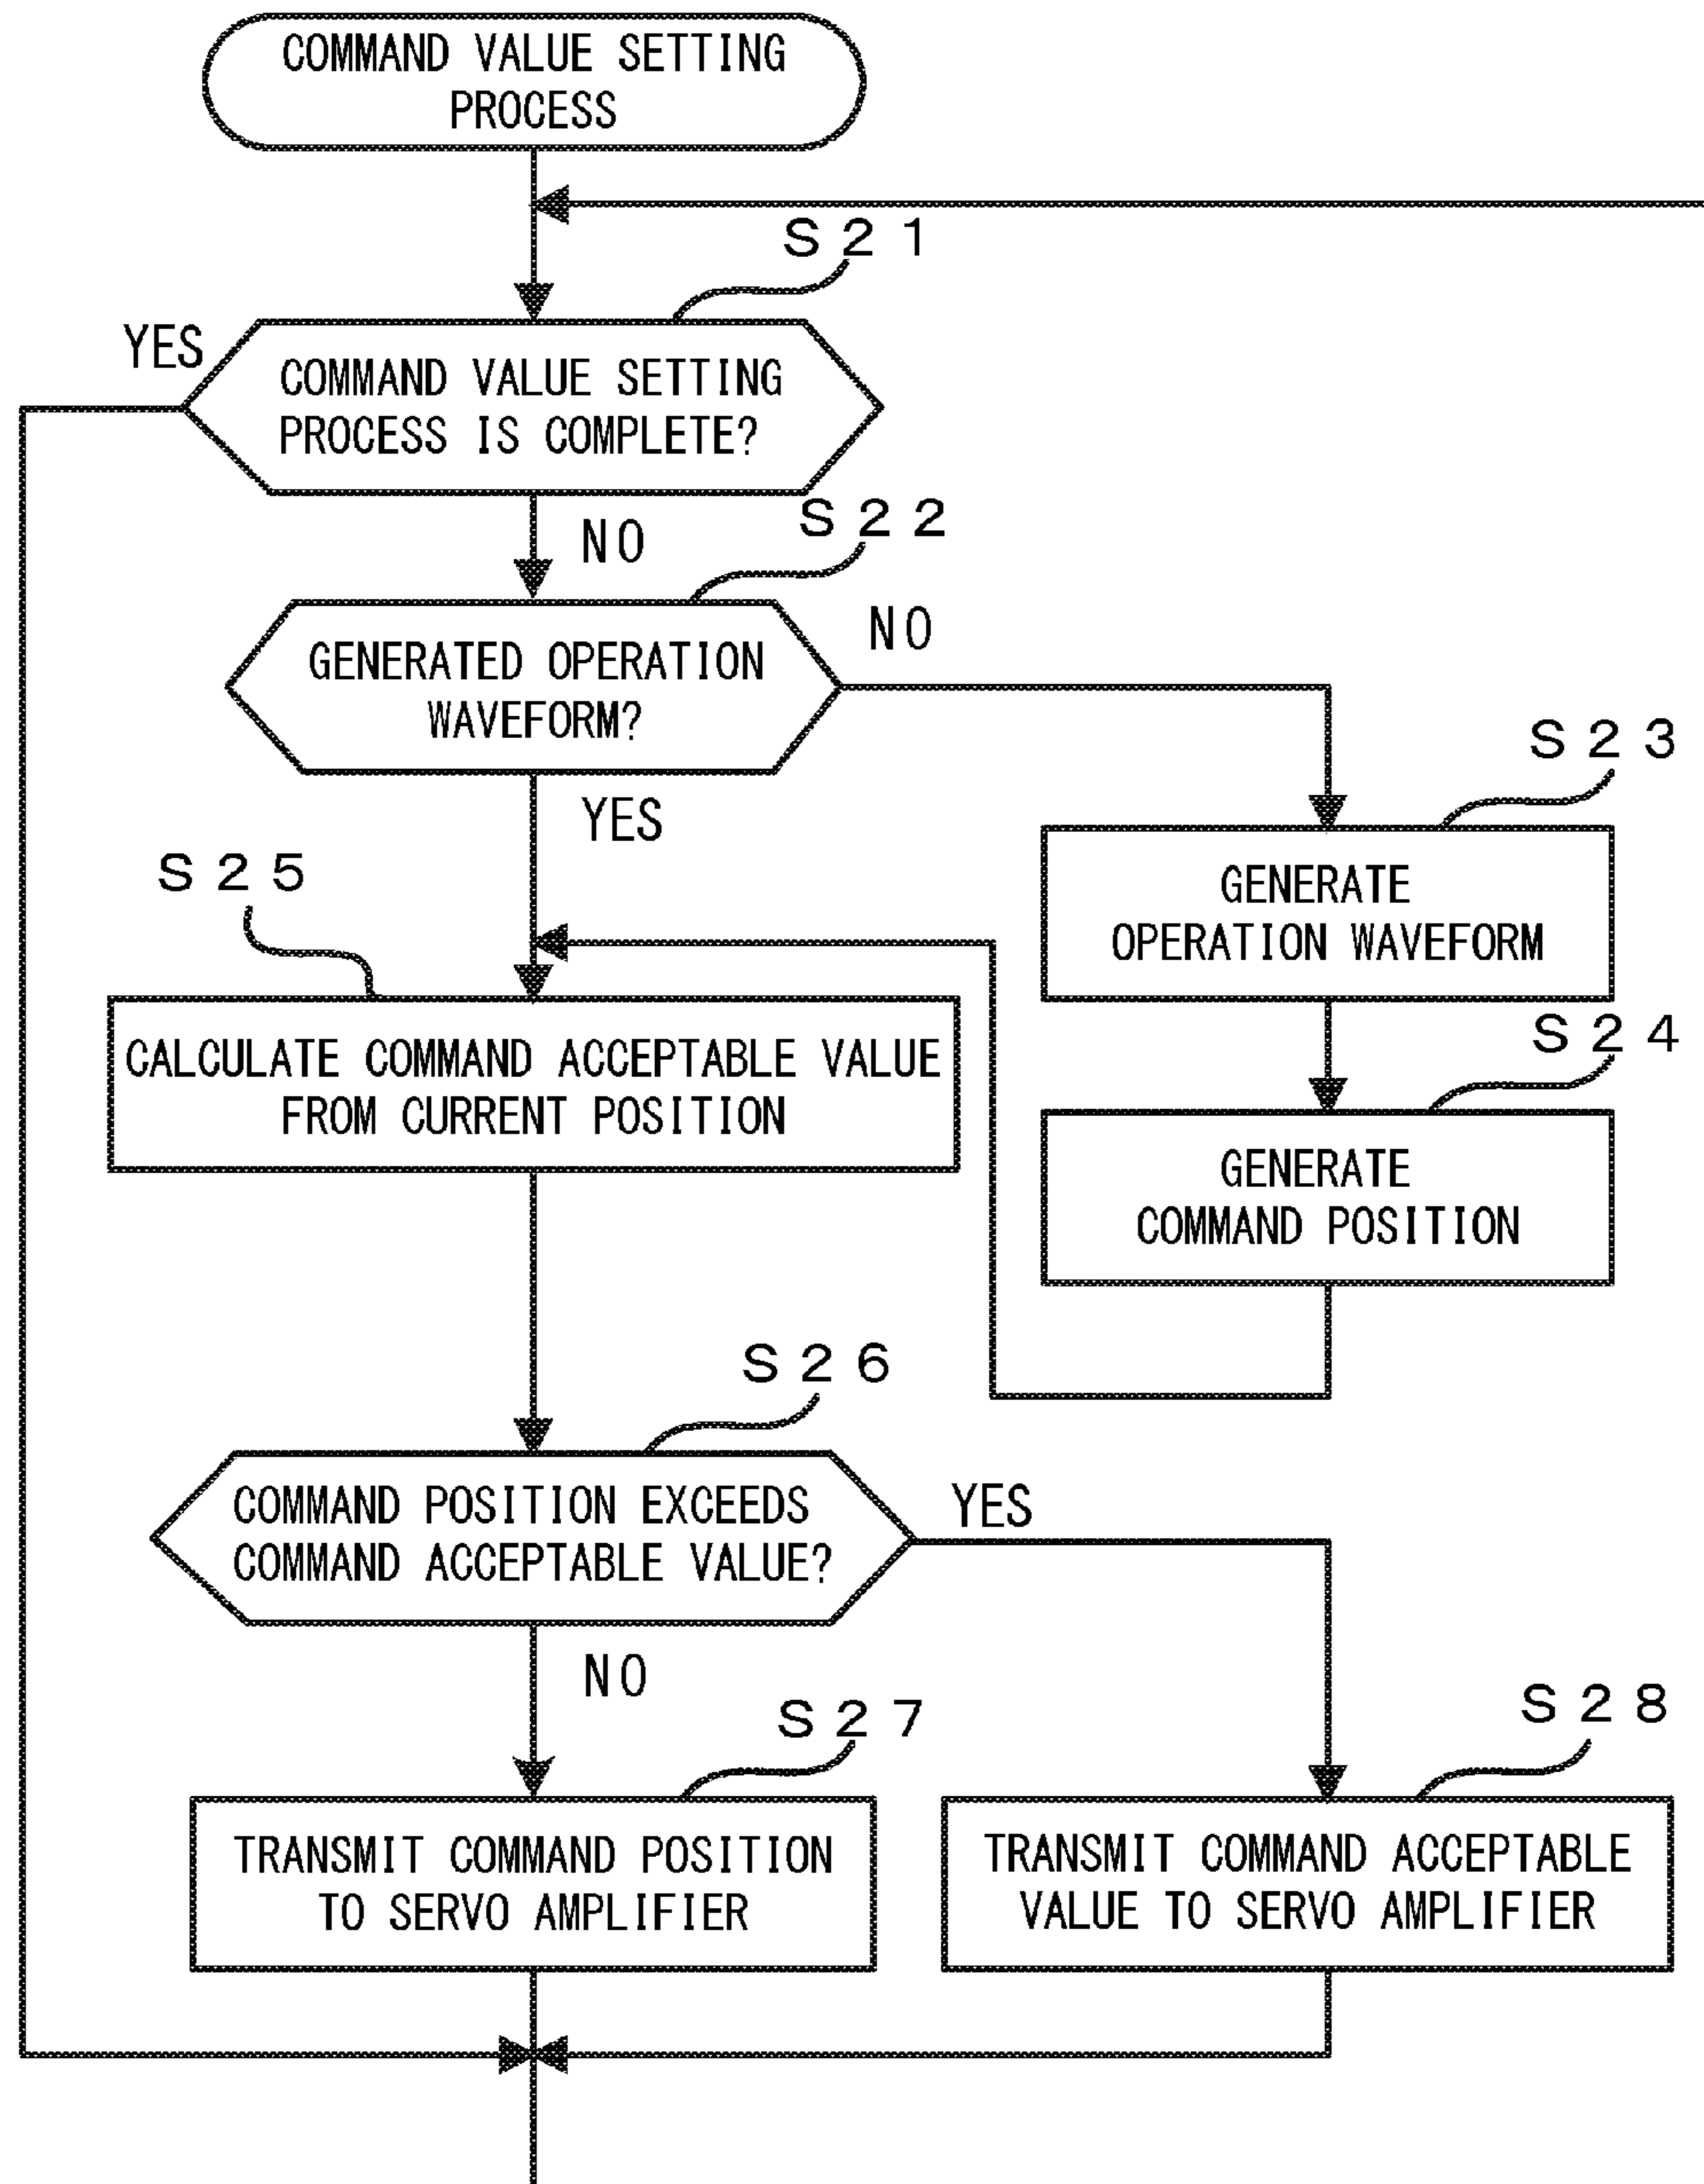 COMMAND VALUE SETTING
PROCESS
S21
YES
COMMAND VALUE SETTING
PROCESS IS COMPLETE?
NO
S22
GENERATED OPERATION
WAVEFORM?
NO
YES
S23
GENERATE
OPERATION WAVEFORM
S25
CALCULATE COMMAND ACCEPTABLE VALUE
FROM CURRENT POSITION
S24
GENERATE
COMMAND POSITION
S26
COMMAND POSITION EXCEEDS
COMMAND ACCEPTABLE VALUE?
YES
NO
S27
TRANSMIT COMMAND POSITION
TO SERVO AMPLIFIER
S28
TRANSMIT COMMAND ACCEPTABLE
VALUE TO SERVO AMPLIFIER